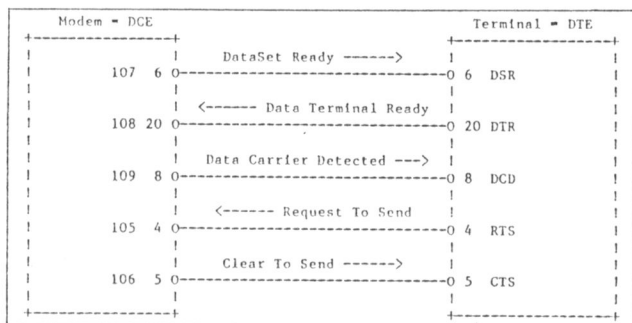 Modem = DCE Terminal = DTE
DataSet Ready ------>
107 6 O O 6 DSR
<------ Data Terminal Ready
108 20 O O 20 DTR
Data Carrier Detected --->
109 8 O O 8 DCD
<------ Request To Send
105 4 O O 4 RTS
Clear To Send ------>
106 5 O O 5 CTS